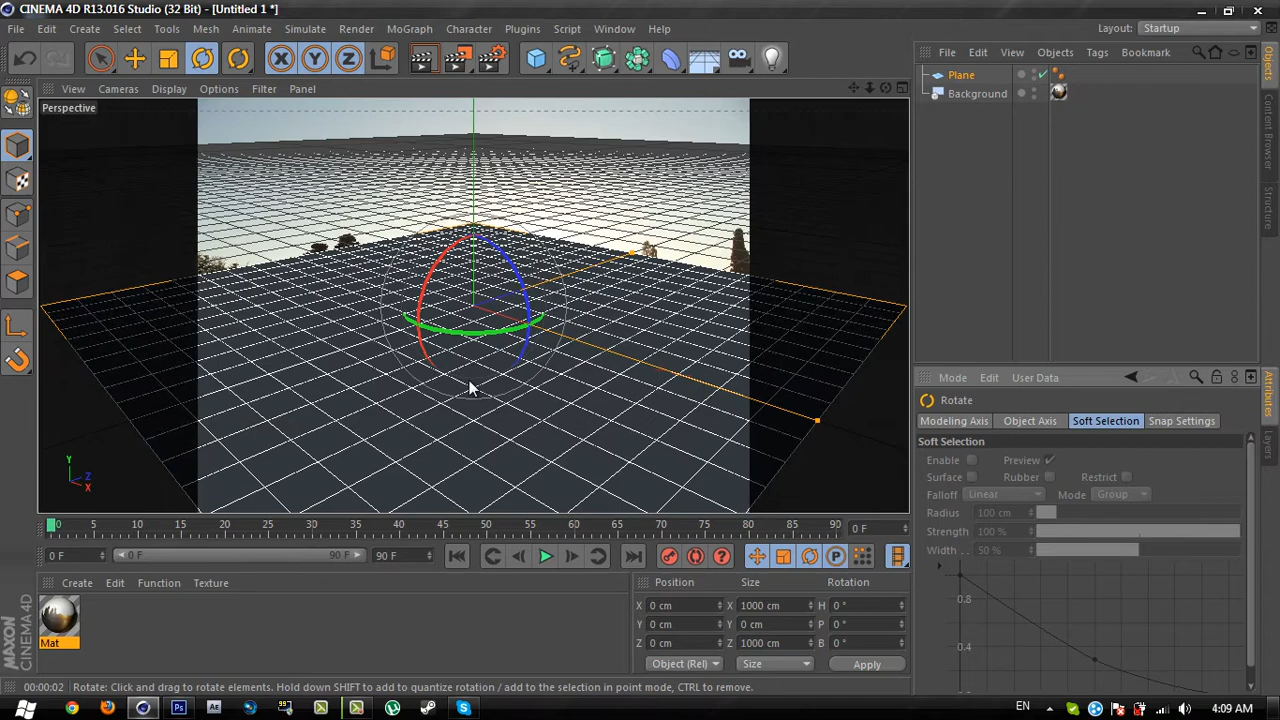 CINEMA 4D R13.016 Studio (32 Bit) - [Untitled 1 *]
File Edit Create Select Tools Mesh Animate Simulate Render MoGraph Character Plugins Script Window Help
Layout: Startup
X Y Z
View Cameras Display Options Filter Panel
Perspective
Y
Z
X
File Edit View Objects Tags Bookmark
Plane
Background
Objects
Content Browser
Structure
Mode Edit User Data
Rotate
Modeling Axis Object Axis Soft Selection Snap Settings
Soft Selection
Enable Preview
Surface Rubber Restrict
Falloff Linear Mode Group
Radius 100 cm
Strength 100 %
Width . . 50 %
0.8
0.4
Attributes
Layers
0 5 10 15 20 25 30 35 40 45 50 55 60 65 70 75 80 85 90 0 F
0 F 0 F 90 F 90 F
P
Create Edit Function Texture
Mat
Position Size Rotation
X 0 cm X 1000 cm H 0 °
Y 0 cm Y 0 cm P 0 °
Z 0 cm Z 1000 cm B 0 °
Object (Rel) Size Apply
MAXON CINEMA 4D
00:00:02 Rotate: Click and drag to rotate elements. Hold down SHIFT to add to quantize rotation / add to the selection in point mode, CTRL to remove.
Ps Ae
EN 4:09 AM